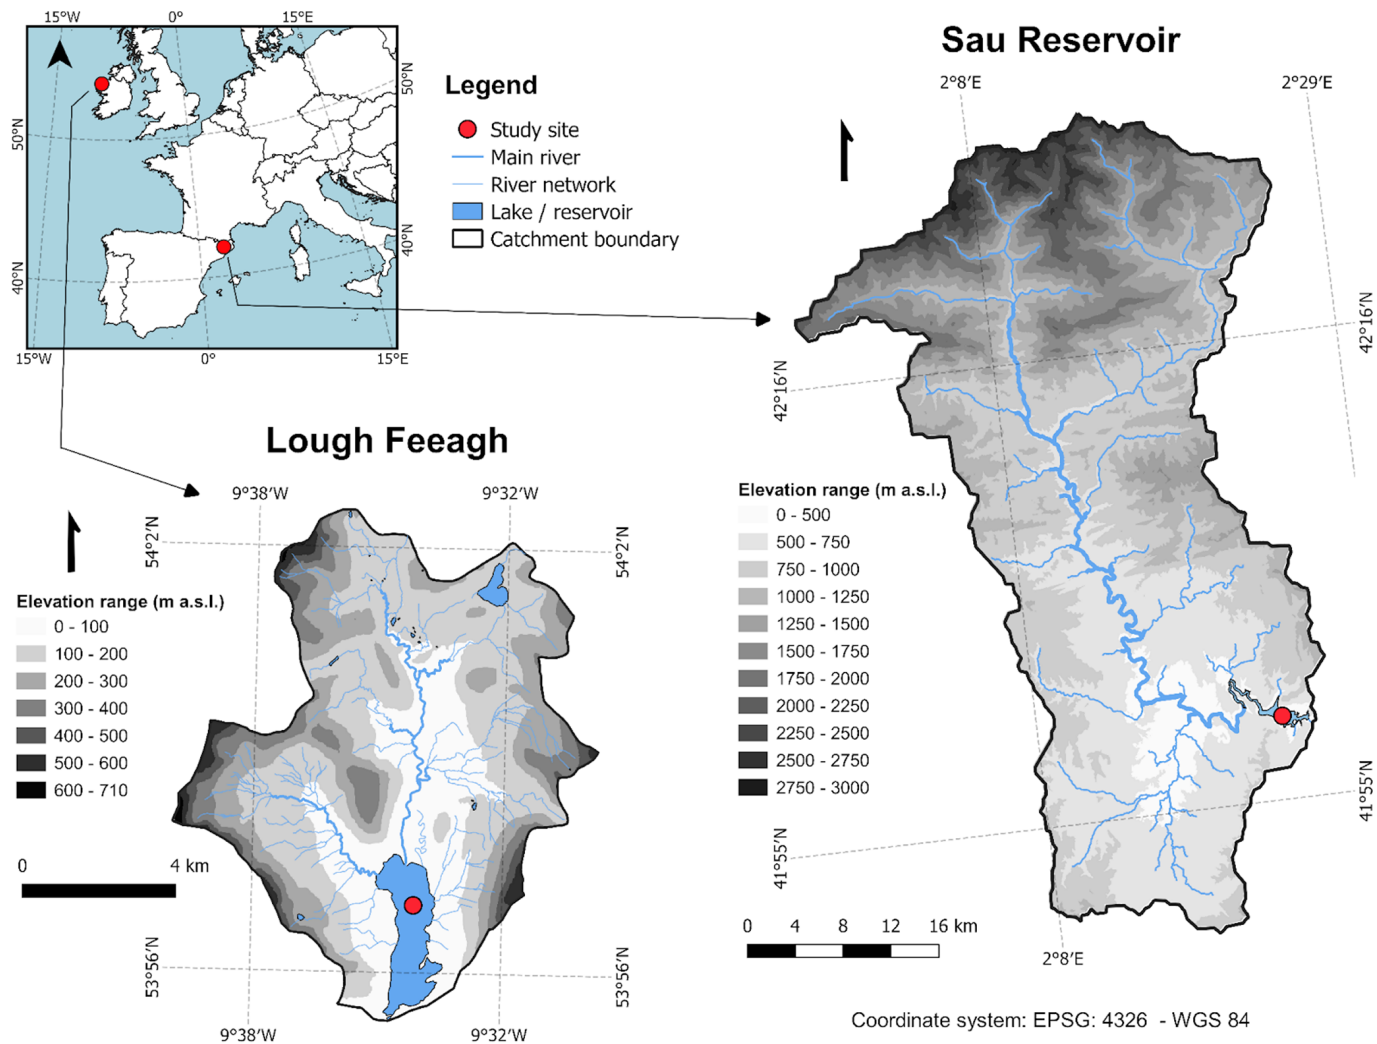 15°W 0° 15°E
50°N
50°N
40°N
40°N
15°W 0° 15°E
Legend
Study site
Main river
River network
Lake / reservoir
Catchment boundary
Sau Reservoir
2°8'E 2°29'E
42°16'N
42°16'N
Elevation range (m a.s.l.)
0 - 500
500 - 750
750 - 1000
1000 - 1250
1250 - 1500
1500 - 1750
1750 - 2000
2000 - 2250
2250 - 2500
2500 - 2750
2750 - 3000
41°55'N
41°55'N
0 4 8 12 16 km
2°8'E
Lough Feeagh
9°38'W 9°32'W
54°2'N
54°2'N
Elevation range (m a.s.l.)
0 - 100
100 - 200
200 - 300
300 - 400
400 - 500
500 - 600
600 - 710
0 4 km
53°56'N
53°56'N
9°38'W 9°32'W
Coordinate system: EPSG: 4326 - WGS 84